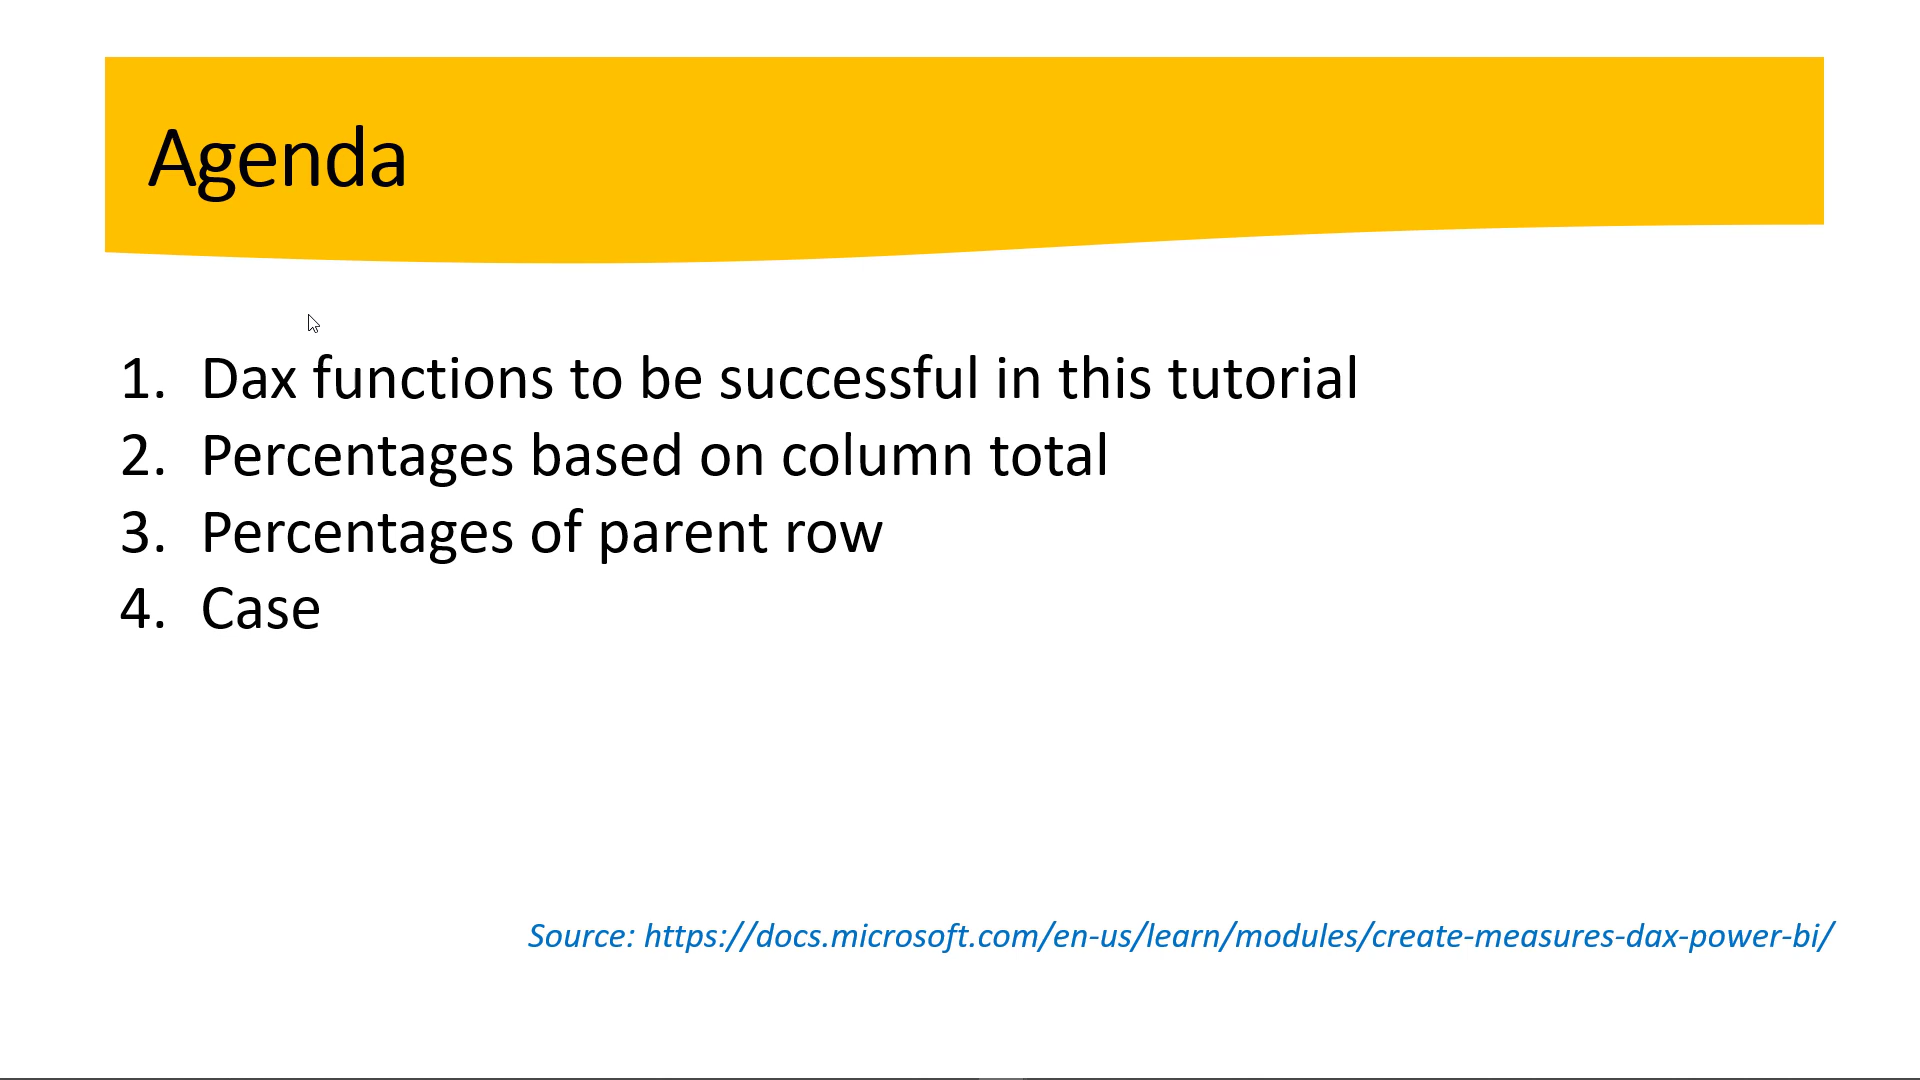 Agenda
1. Dax functions to be successful in this tutorial
2. Percentages based on column total
3. Percentages of parent row
4. Case
Source: https://docs.microsoft.com/en-us/learn/modules/create-measures-dax-power-bi/